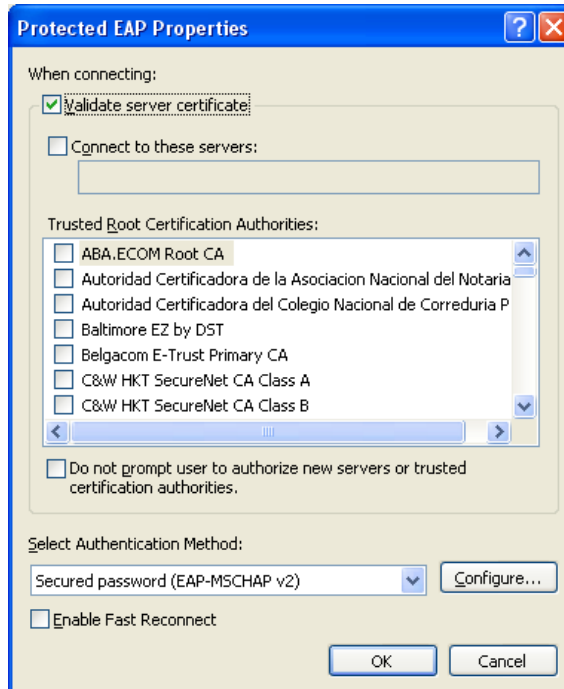 Protected EAP Properties
When connecting:
Validate server certificate
Connect to these servers:
Trusted Root Certification Authorities:
ABA.ECOM Root CA
Autoridad Certificadora de la Asociacion Nacional del Notaria
Autoridad Certificadora del Colegio Nacional de Correduria P
Baltimore EZ by DST
Belgacom E-Trust Primary CA
C&W HKT SecureNet CA Class A
C&W HKT SecureNet CA Class B
Do not prompt user to authorize new servers or trusted
certification authorities.
Select Authentication Method:
Secured password (EAP-MSCHAP v2)
Configure...
Enable Fast Reconnect
OK
Cancel